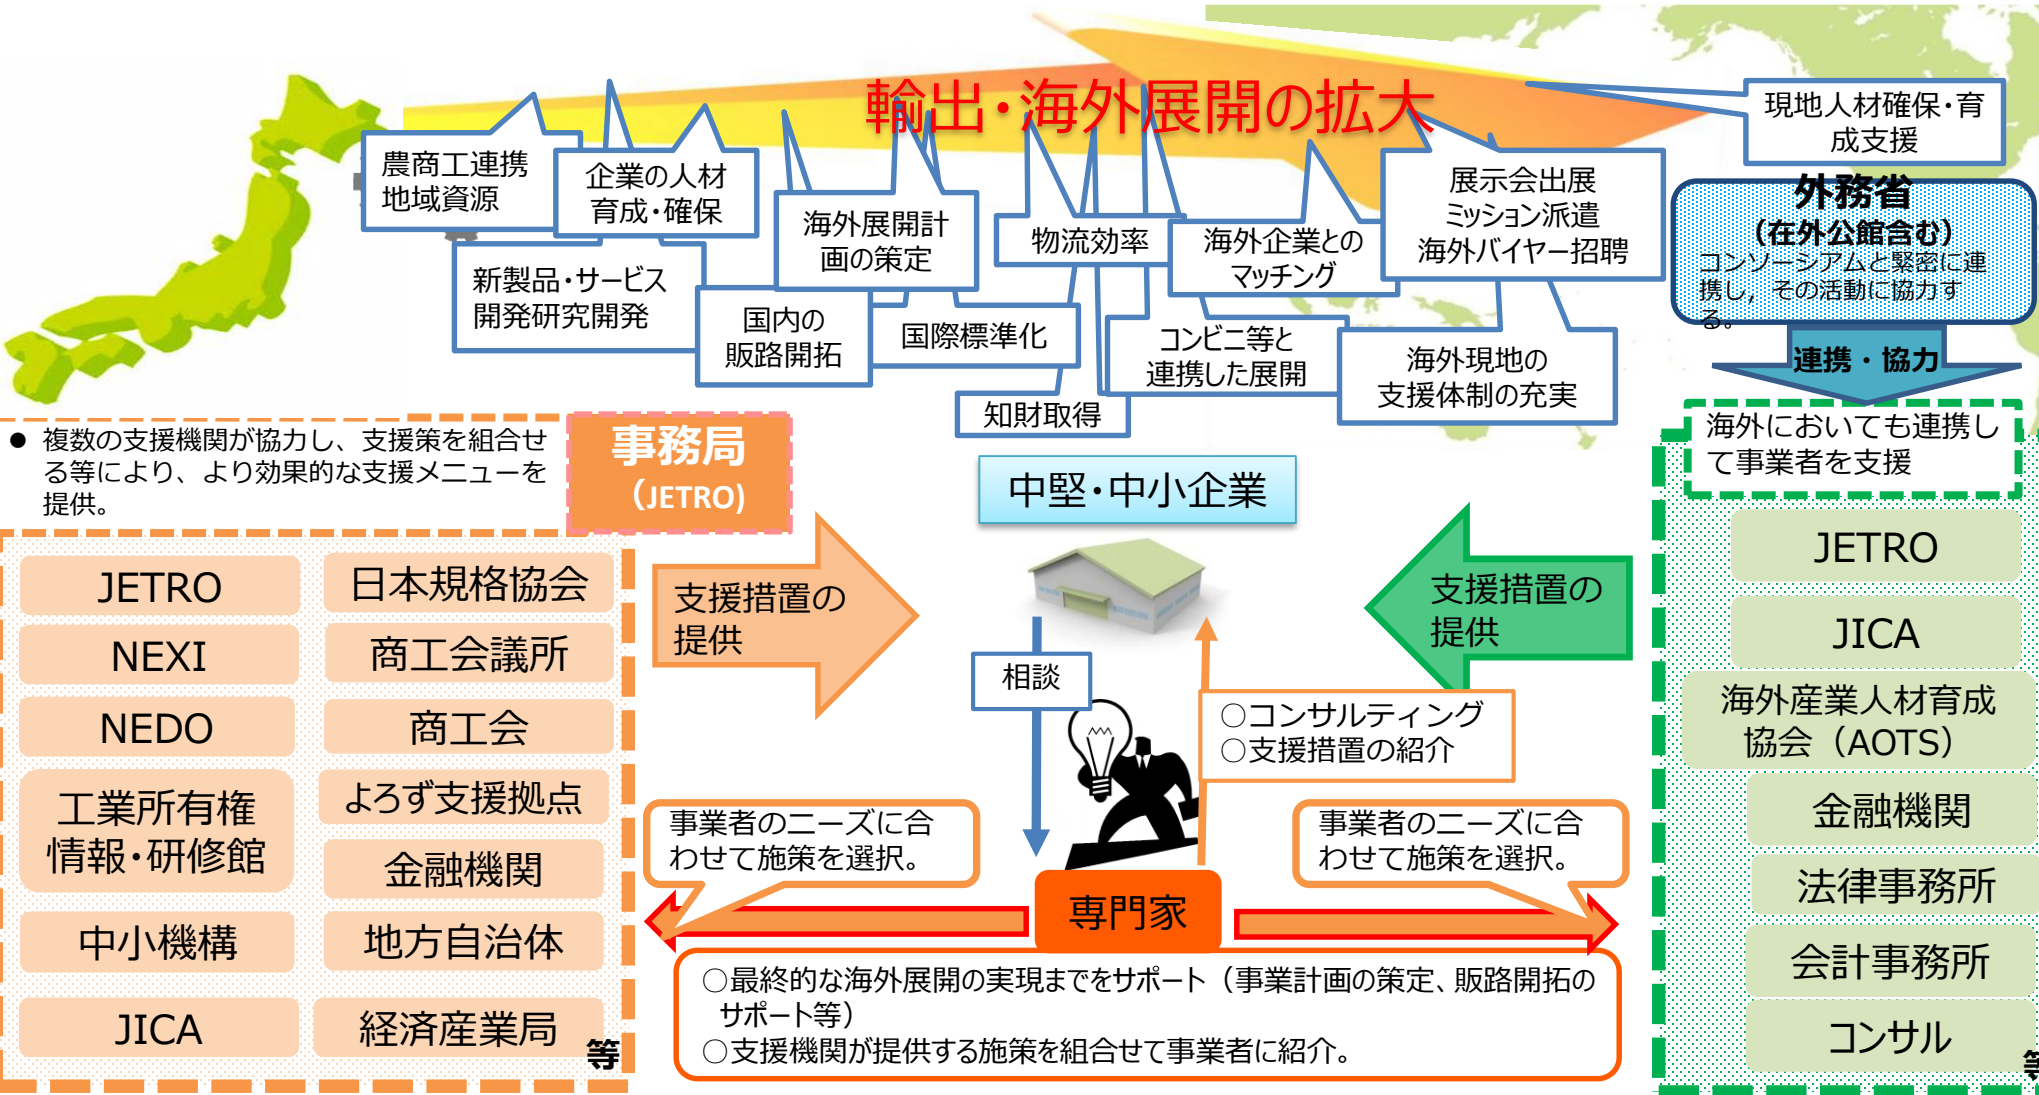 輸出・海外展開の拡大
現地人材確保・育
成支援
農商工連携
地域資源
企業の人材
育成・確保
海外展開計
画の策定
物流効率
海外企業との
マッチング
展示会出展
ミッション派遣
海外バイヤー招聘
新製品・サービス
開発研究開発
国内の
販路開拓
国際標準化
知財取得
コンビニ等と
連携した展開
海外現地の
支援体制の充実
外務省
（在外公館含む）
コンソーシアムと緊密に連
携し，その活動に協力す
る。
連携・協力
● 複数の支援機関が協力し、支援策を組合せ
る等により、より効果的な支援メニューを
提供。
事務局
（JETRO)
中堅・中小企業
海外においても連携し
て事業者を支援
JETRO
日本規格協会
NEXI
商工会議所
NEDO
商工会
工業所有権
情報・研修館
よろず支援拠点
金融機関
中小機構
地方自治体
JICA
経済産業局
等
支援措置の
提供
支援措置の
提供
相談
○コンサルティング
○支援措置の紹介
事業者のニーズに合
わせて施策を選択。
事業者のニーズに合
わせて施策を選択。
専門家
○最終的な海外展開の実現までをサポート（事業計画の策定、販路開拓の
サポート等）
○支援機関が提供する施策を組合せて事業者に紹介。
JETRO
JICA
海外産業人材育成
協会（AOTS）
金融機関
法律事務所
会計事務所
コンサル
等